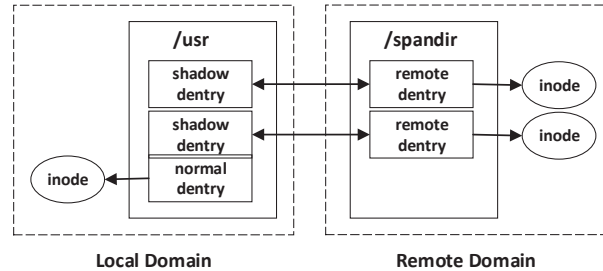 /usr
/spandir
shadow
dentry
remote
dentry
inode
shadow
dentry
remote
dentry
inode
inode
normal
dentry
Local Domain
Remote Domain